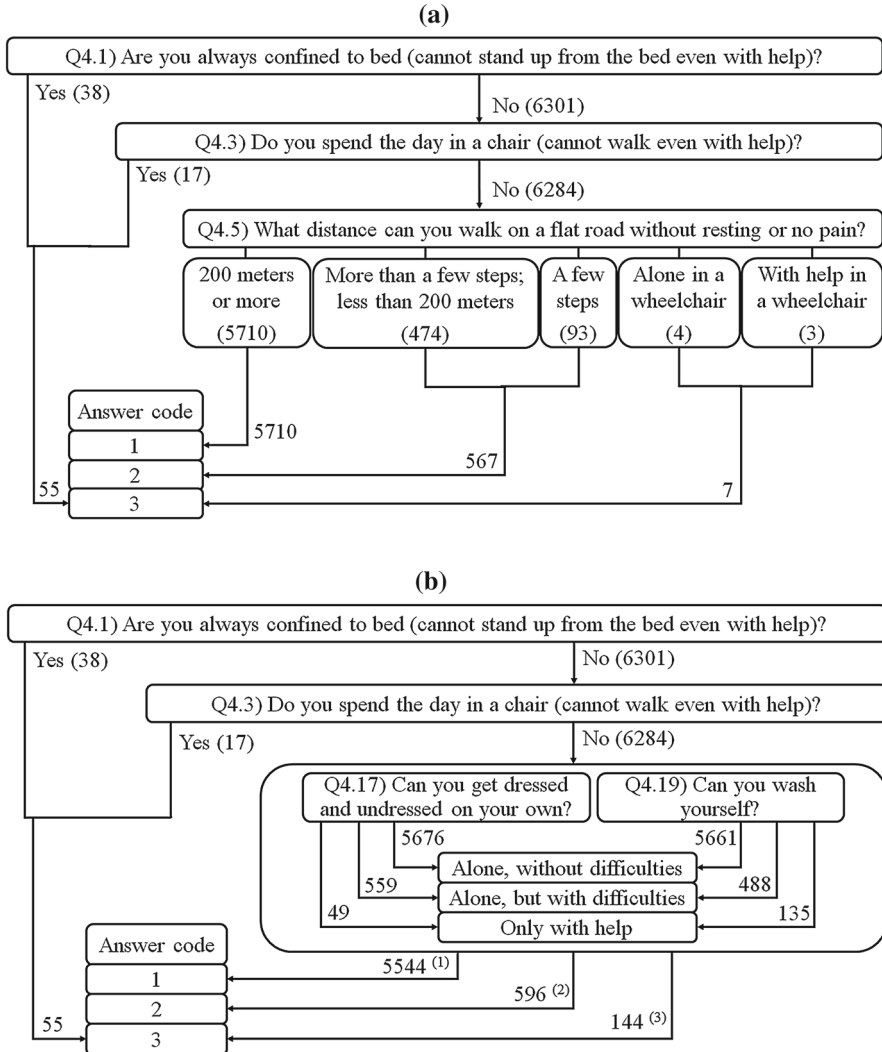 (a)
Q4.1) Are you always confined to bed (cannot stand up from the bed even with help)?
Yes (38)
No (6301)
Q4.3) Do you spend the day in a chair (cannot walk even with help)?
Yes (17)
No (6284)
Q4.5) What distance can you walk on a flat road without resting or no pain?
200 meters
or more
(5710)
More than a few steps;
less than 200 meters
(474)
A few
steps
(93)
Alone in a
wheelchair
(4)
With help in
a wheelchair
(3)
Answer code
1
2
3
5710
567
7
55
(b)
Q4.1) Are you always confined to bed (cannot stand up from the bed even with help)?
Yes (38)
No (6301)
Q4.3) Do you spend the day in a chair (cannot walk even with help)?
Yes (17)
No (6284)
Q4.17) Can you get dressed
and undressed on your own?
Q4.19) Can you wash
yourself?
5676
5661
Alone, without difficulties
559
Alone, but with difficulties
488
49
Only with help
135
Answer code
1
2
3
5544 (1)
596 (2)
144 (3)
55